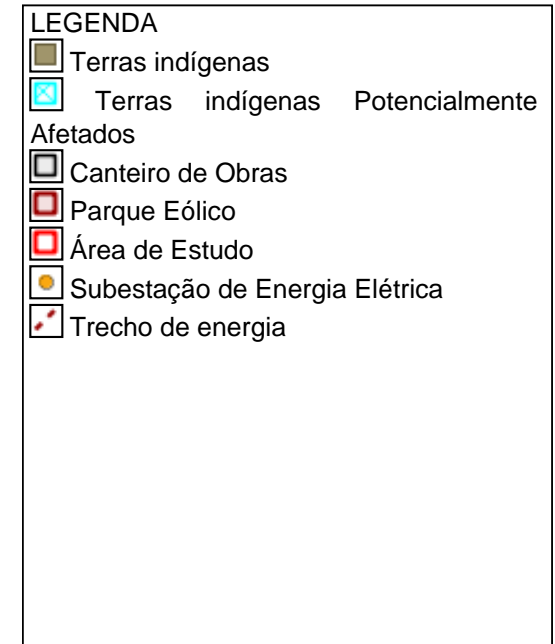 LEGENDA
Terras indígenas
Terras indígenas Potencialmente
Afetados
Canteiro de Obras
Parque Eólico
Área de Estudo
Subestação de Energia Elétrica
Trecho de energia